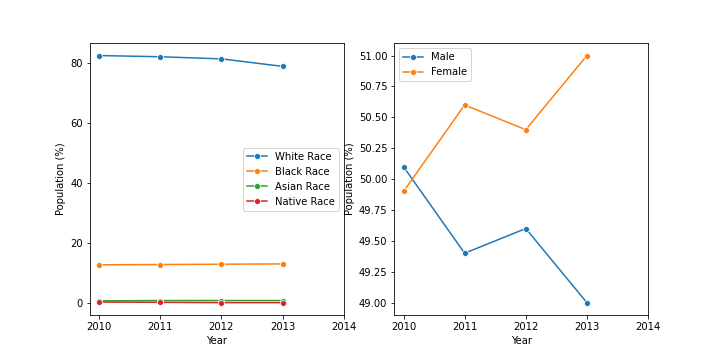 80
60
40
20
0
2010
2011
2012
2013
2014
Year
Population (%)
White Race
Black Race
Asian Race
Native Race
51.00
50.75
50.50
50.25
50.00
49.75
49.50
49.25
49.00
2010
2011
2012
2013
2014
Year
Population (%)
Male
Female